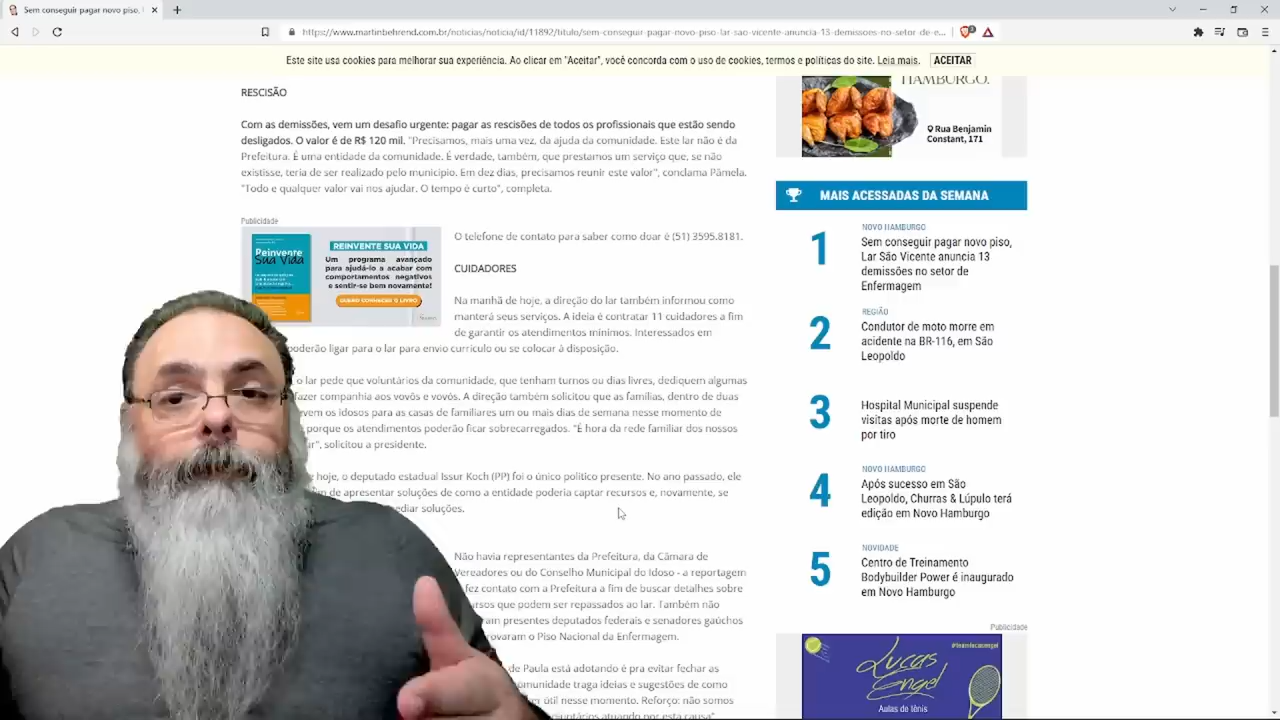 Sem conseguir pagar novo piso,
https://www.martinbehrend.com.br/noticias/noticia/id/11892/titulo/sem-conseguir-pagar-novo-piso-lar-sao-vicente-anuncia-13-demissoes-no-setor-de-e...
Este site usa cookies para melhorar sua experiência. Ao clicar em "Aceitar", você concorda com o uso de cookies, termos e políticas do site. Leia mais. ACEITAR
RESCISÃO
Com as demissões, vem um desafio urgente: pagar as rescisões de todos os profissionais que estão sendo
desligados. O valor é de R$ 120 mil. "Precisamos, mais uma vez, da ajuda da comunidade. Este lar não é da
Prefeitura. É uma entidade da comunidade. É verdade, também, que prestamos um serviço que, se não
existisse, teria de ser realizado pelo município. Em dez dias, precisamos reunir este valor", conclama Pâmela.
"Todo e qualquer valor vai nos ajudar. O tempo é curto", completa.
Publicidade
Reinvente
Sua Vida
REINVENTE SUA VIDA
Um programa avançado
para ajudá-lo a acabar com
comportamentos negativos
e sentir-se bem novamente!
QUERO CONHECER O LIVRO
O telefone de contato para saber como doar é (51) 3595.8181.
CUIDADORES
Na manhã de hoje, a direção do lar também informou como
manterá seus serviços. A ideia é contratar 11 cuidadores a fim
de garantir os atendimentos mínimos. Interessados em
poderão ligar para o lar para envio currículo ou se colocar à disposição.
o lar pede que voluntários da comunidade, que tenham turnos ou dias livres, dediquem algumas
fazer companhia aos vovôs e vovós. A direção também solicitou que as famílias, dentro de duas
vem os idosos para as casas de familiares um ou mais dias de semana nesse momento de
porque os atendimentos poderão ficar sobrecarregados. "É hora da rede familiar dos nossos
", solicitou a presidente.
hoje, o deputado estadual Issur Koch (PP) foi o único político presente. No ano passado, ele
im de apresentar soluções de como a entidade poderia captar recursos e, novamente, se
ediar soluções.
Não havia representantes da Prefeitura, da Câmara de
Vereadores ou do Conselho Municipal do Idoso - a reportagem
fez contato com a Prefeitura a fim de buscar detalhes sobre
ursos que podem ser repassados ao lar. Também não
ram presentes deputados federais e senadores gaúchos
provaram o Piso Nacional da Enfermagem.
de Paula está adotando é pra evitar fechar as
omunidade traga ideias e sugestões de como
m útil nesse momento. Reforço: não somos
luntários atuando por esta causa"
HAMBURGO.
Rua Benjamin
Constant, 171
MAIS ACESSADAS DA SEMANA
1
NOVO HAMBURGO
Sem conseguir pagar novo piso,
Lar São Vicente anuncia 13
demissões no setor de
Enfermagem
2
REGIÃO
Condutor de moto morre em
acidente na BR-116, em São
Leopoldo
3
Hospital Municipal suspende
visitas após morte de homem
por tiro
4
NOVO HAMBURGO
Após sucesso em São
Leopoldo, Churras & Lúpulo terá
edição em Novo Hamburgo
5
NOVIDADE
Centro de Treinamento
Bodybuilder Power é inaugurado
em Novo Hamburgo
Publicidade
#teamlucasengel
Lucas
engel
Aulas de tênis